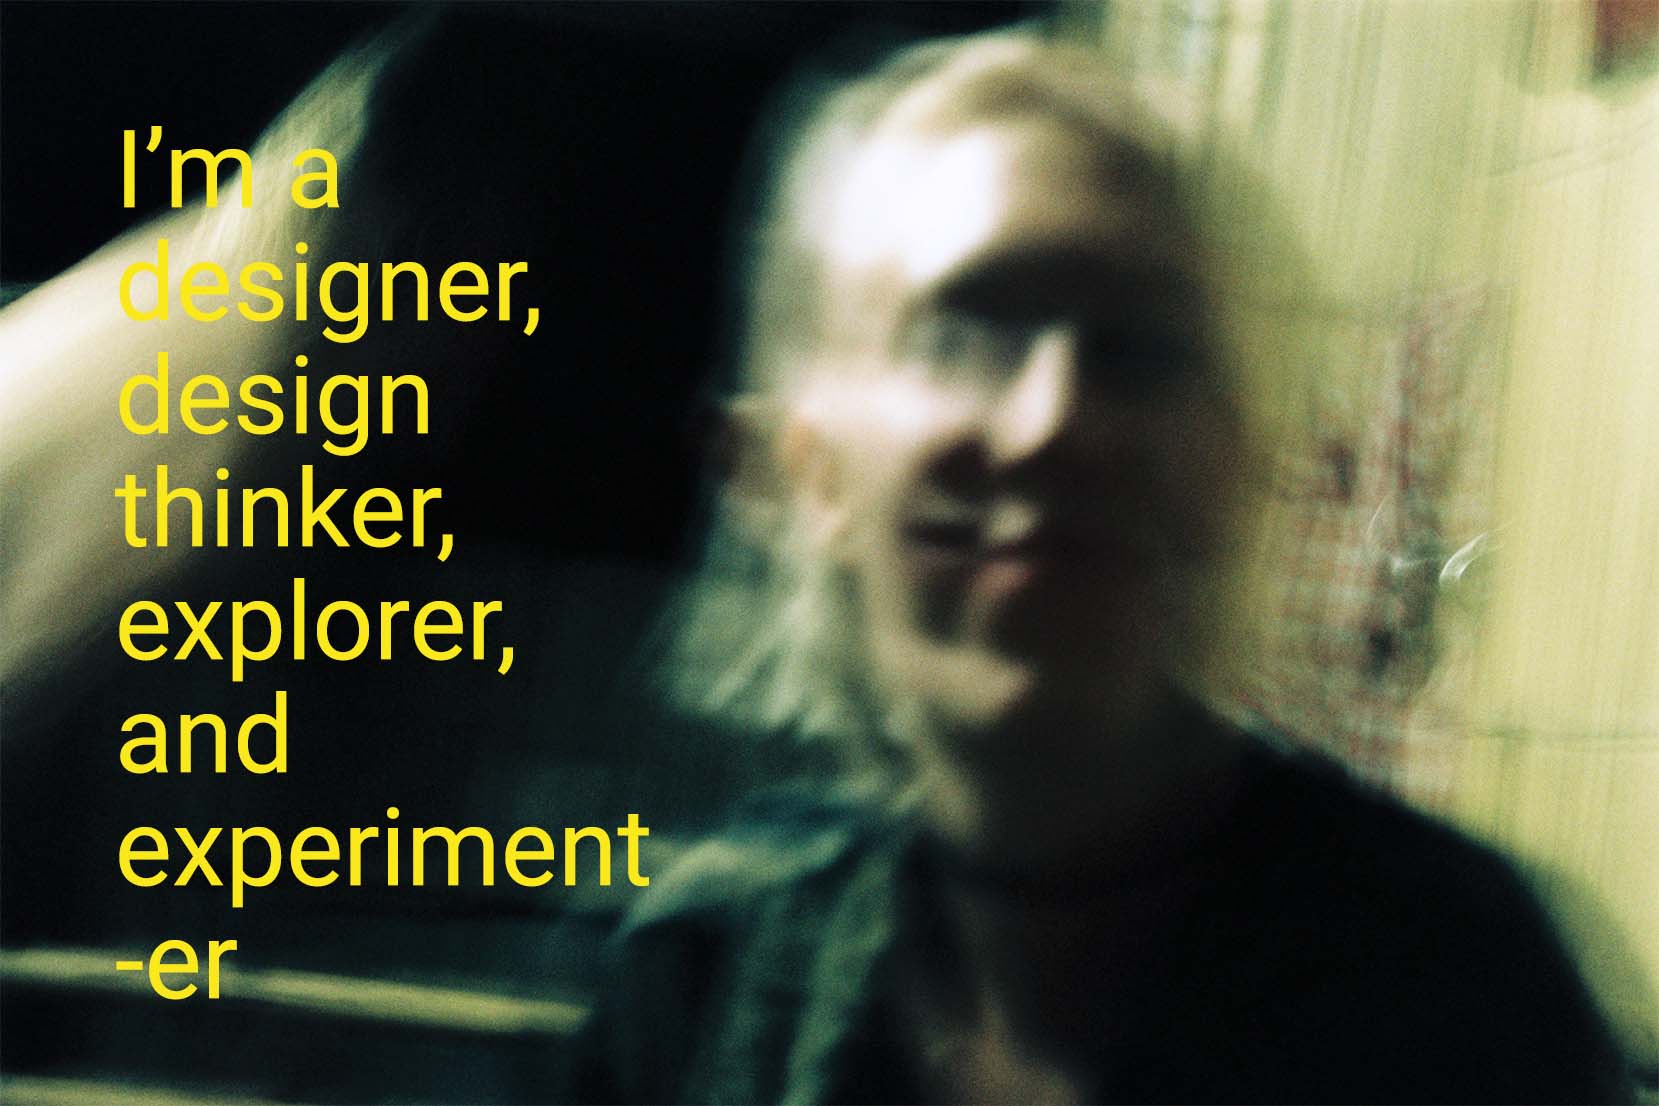 I’m a
designer,
design
thinker,
explorer,
and
experiment
-er